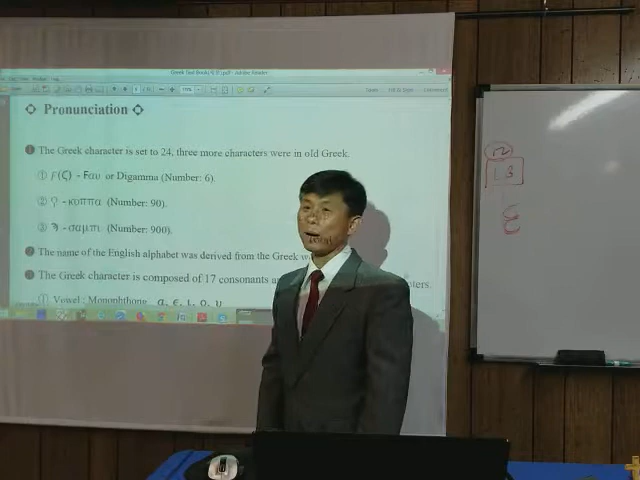 Pronunciation
❶ The Greek character is set to 24, three more characters were in old Greek.
① Ϝ(Ϛ) - Fαυ or Digamma (Number: 6).
② Ϙ - κοππα (Number: 90).
③ Ϡ - σαμπι (Number: 900).
❷ The name of the English alphabet was derived from the Greek
The Greek character is composed of 17 consonants
① Vowel: Monophthong α, ε, ι, ο, υ